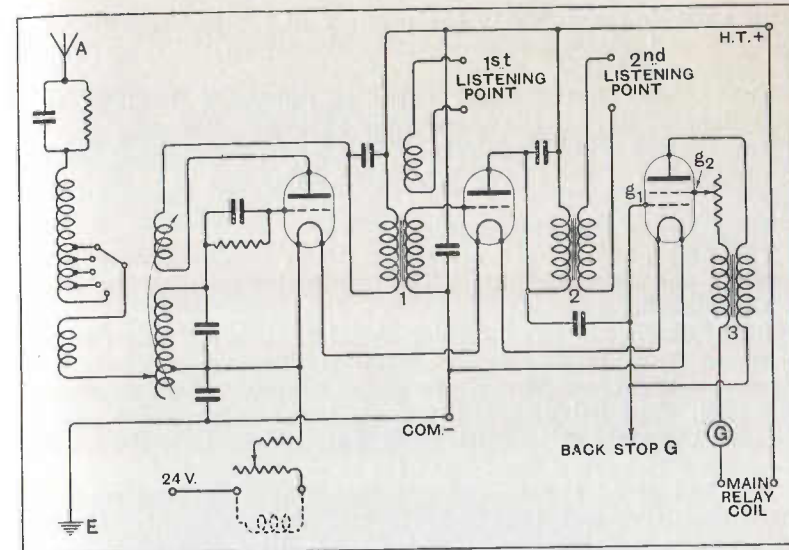 A
H.T.+
1st
LISTENING
POINT
2nd
LISTENING
POINT
g2
g1
1
2
3
COM.-
BACK STOP G
G
24 V.
MAIN
RELAY
COIL
E